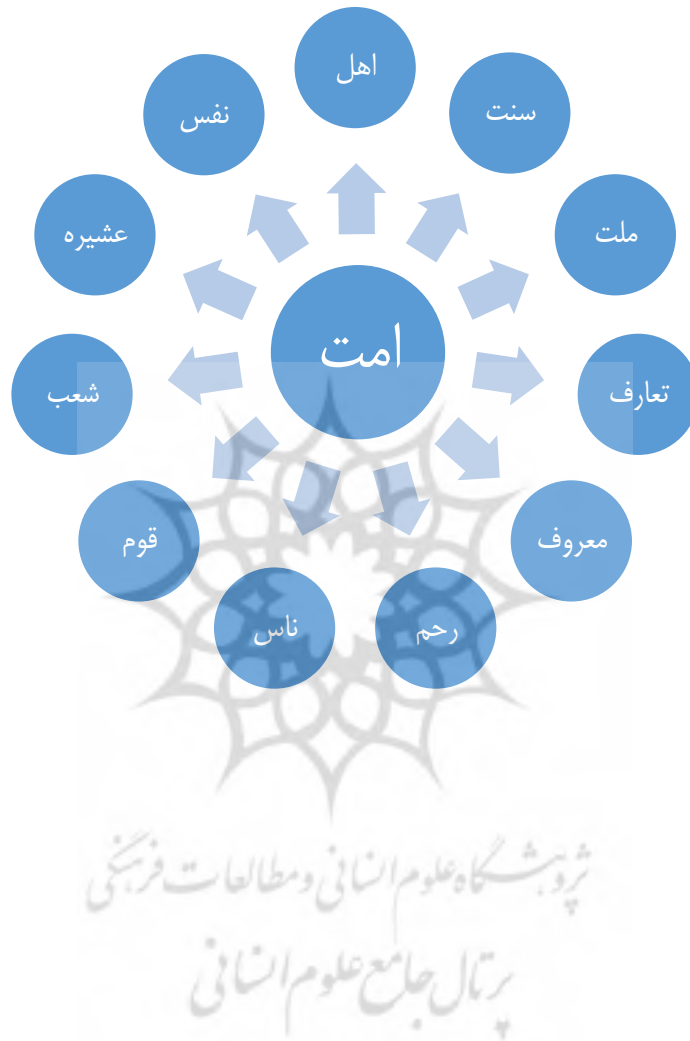 اهل
سنت
نفس
ملت
عشیره
امت
تعارف
شعب
معروف
قوم
رحم
ناس
پژوهشگاه علوم انسانی و مطالعات فرهنگی
پرتال جامع علوم انسانی